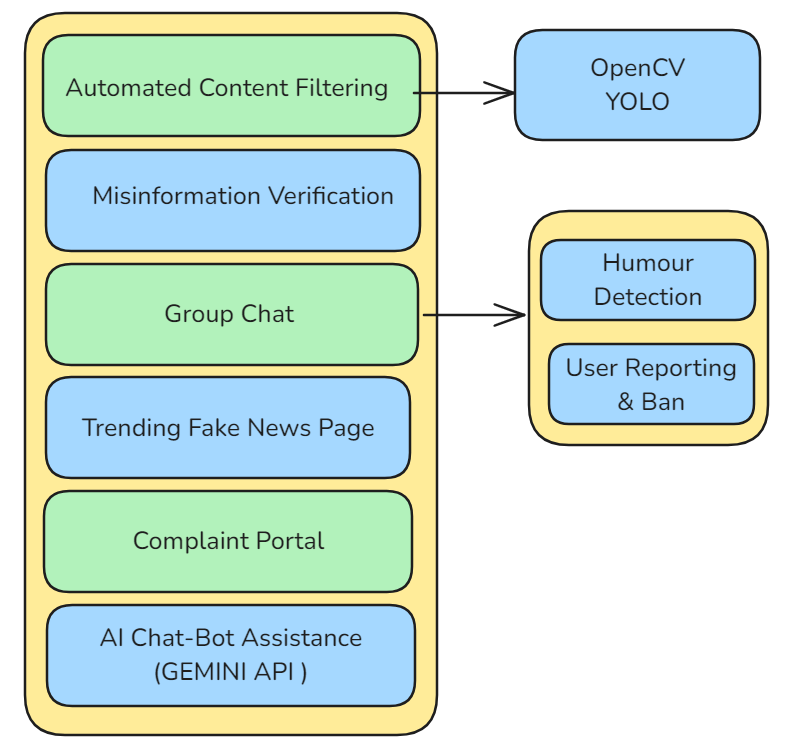 Automated Content Filtering
OpenCV
YOLO
Misinformation Verification
Group Chat
Humour
Detection
User Reporting
& Ban
Trending Fake News Page
Complaint Portal
AI Chat-Bot Assistance
(GEMINI API )